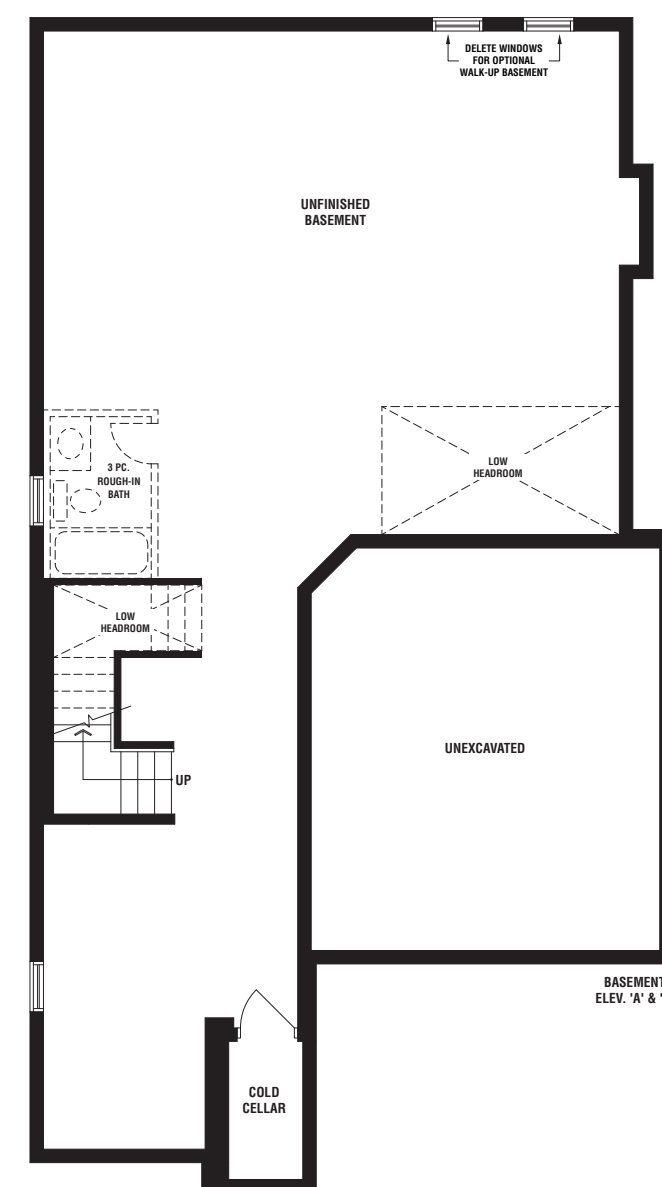 DELETE WINDOWS
FOR OPTIONAL
WALK-UP BASEMENT
UNFINISHED
BASEMENT
LOW
HEADROOM
3 PC.
ROUGH-IN
BATH
LOW
HEADROOM
UNEXCAVATED
UP
BASEMENT
ELEV. 'A' & '
COLD
CELLAR